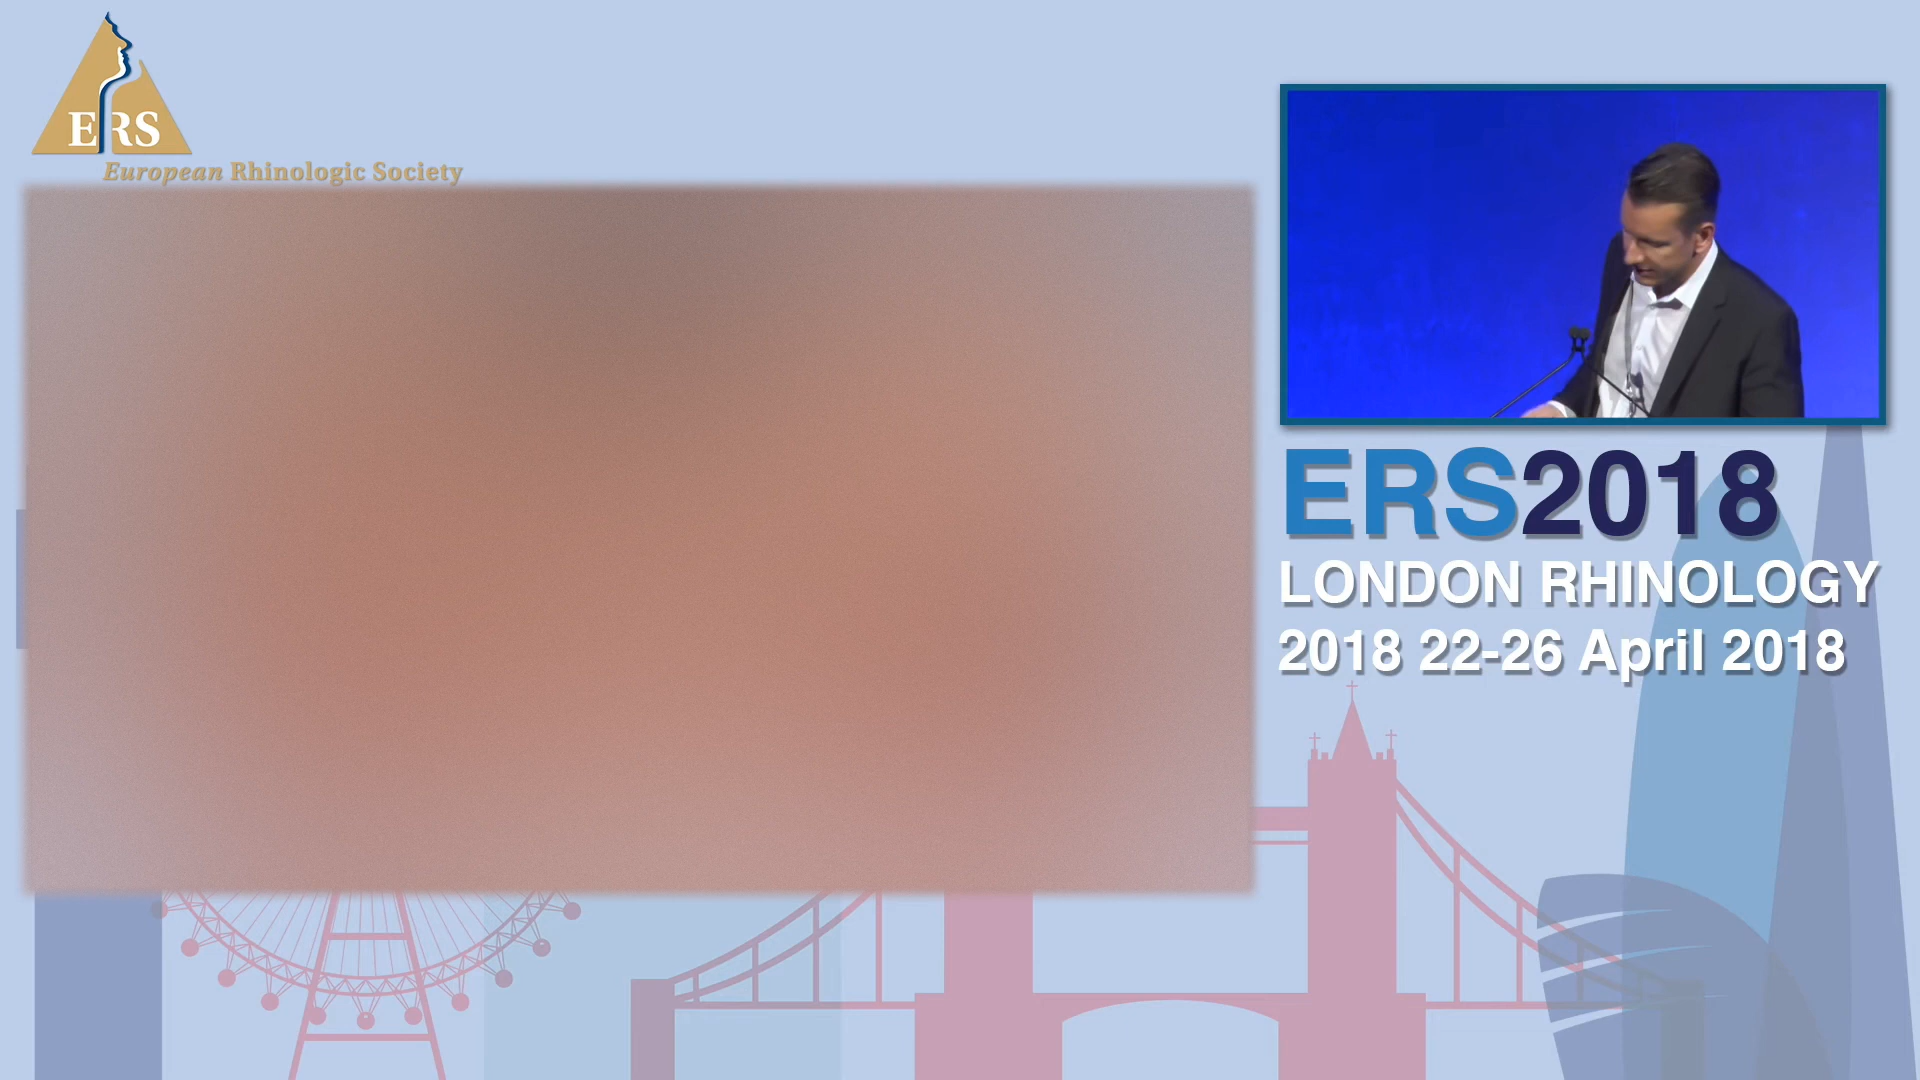 ERS
European Rhinologic Society
ERS2018
LONDON RHINOLOGY
2018 22-26 April 2018